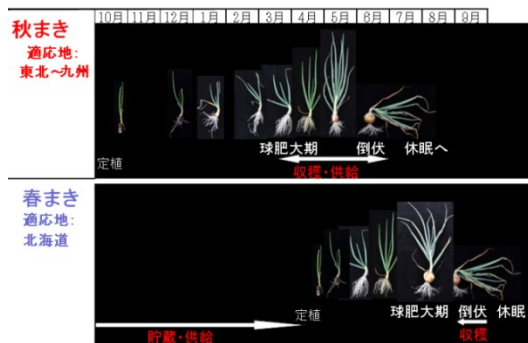 10月 11月 12月 1月 2月 3月 4月 5月 6月 7月 8月 9月
秋まき
適応地:
東北~九州
定植
球肥大期 倒伏 休眠へ
収穫・供給
春まき
適応地:
北海道
定植
球肥大期 倒伏 休眠
貯蔵・供給
収穫